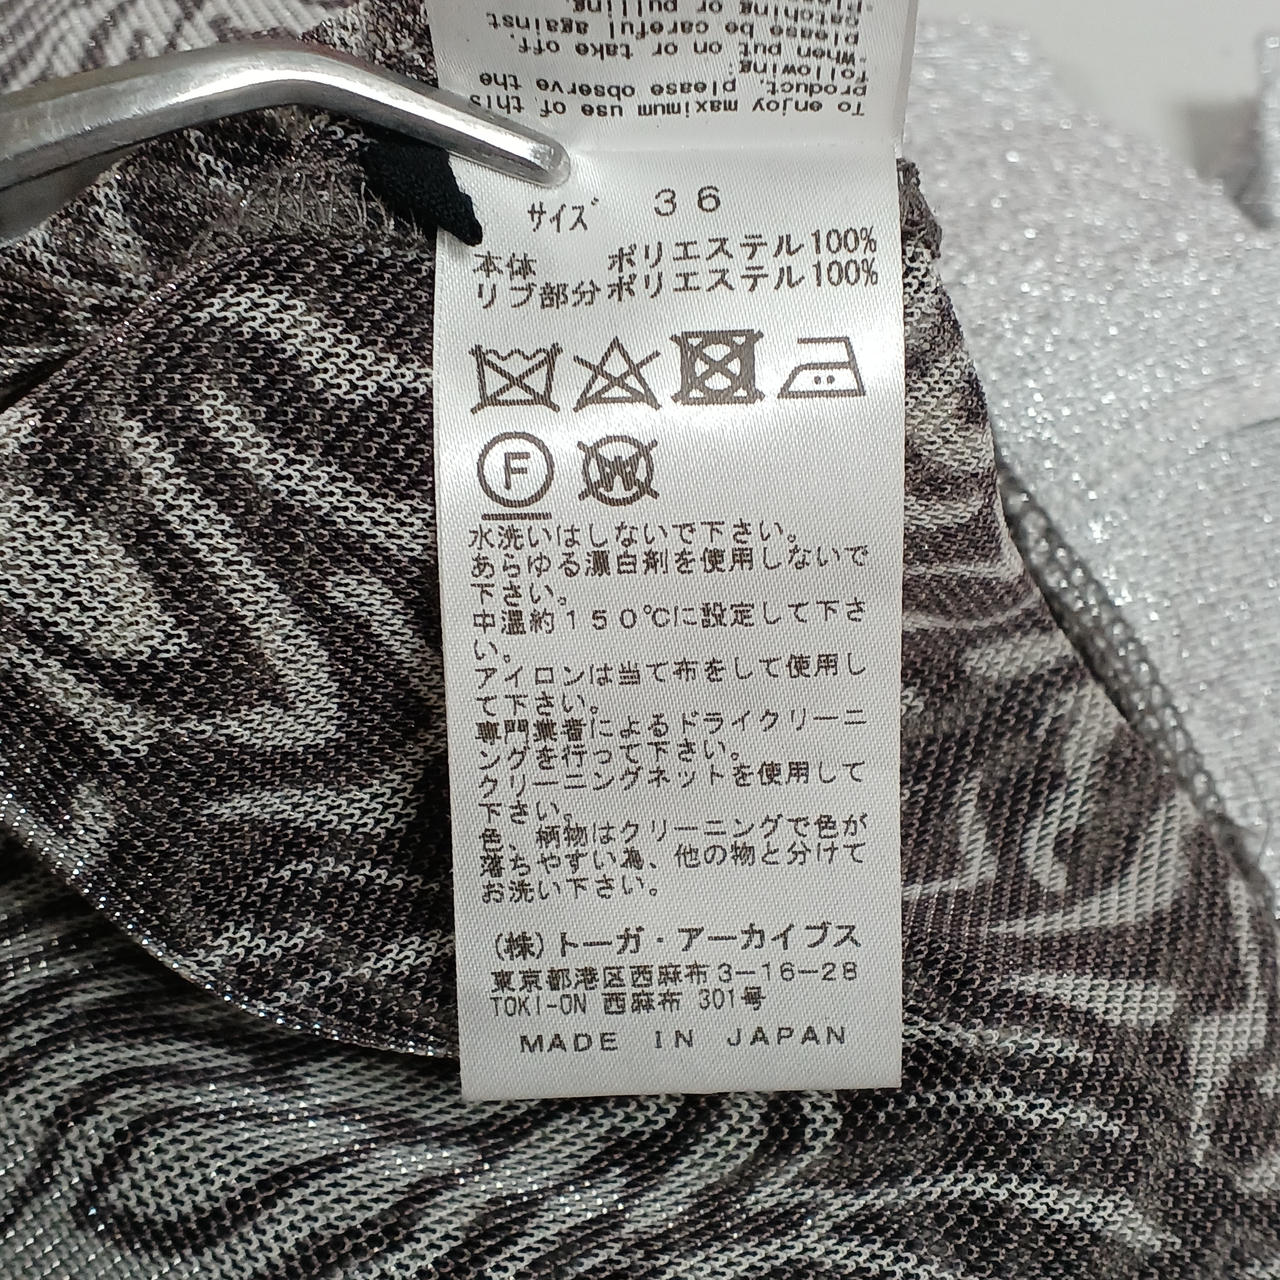 To enjoy maximum use of this
product, please observe the
following.
·When put on or take off.
please be careful against
catching or pulling.
サイズ 36
本体 ポリエステル100%
リブ部分ポリエステル100%
F
W
水洗いはしないで下さい。
あらゆる漂白剤を使用しないで
下さい。
中温約150℃に設定して下さ
い。
アイロンは当て布をして使用し
て下さい。
専門業者によるドライクリーニ
ングを行って下さい。
クリーニングネットを使用して
下さい。
色、柄物はクリーニングで色が
落ちやすい為、他の物と分けて
お洗い下さい。
(株)トーガ・アーカイブス
東京都港区西麻布3-16-28
TOKI-ON 西麻布 301号
MADE IN JAPAN